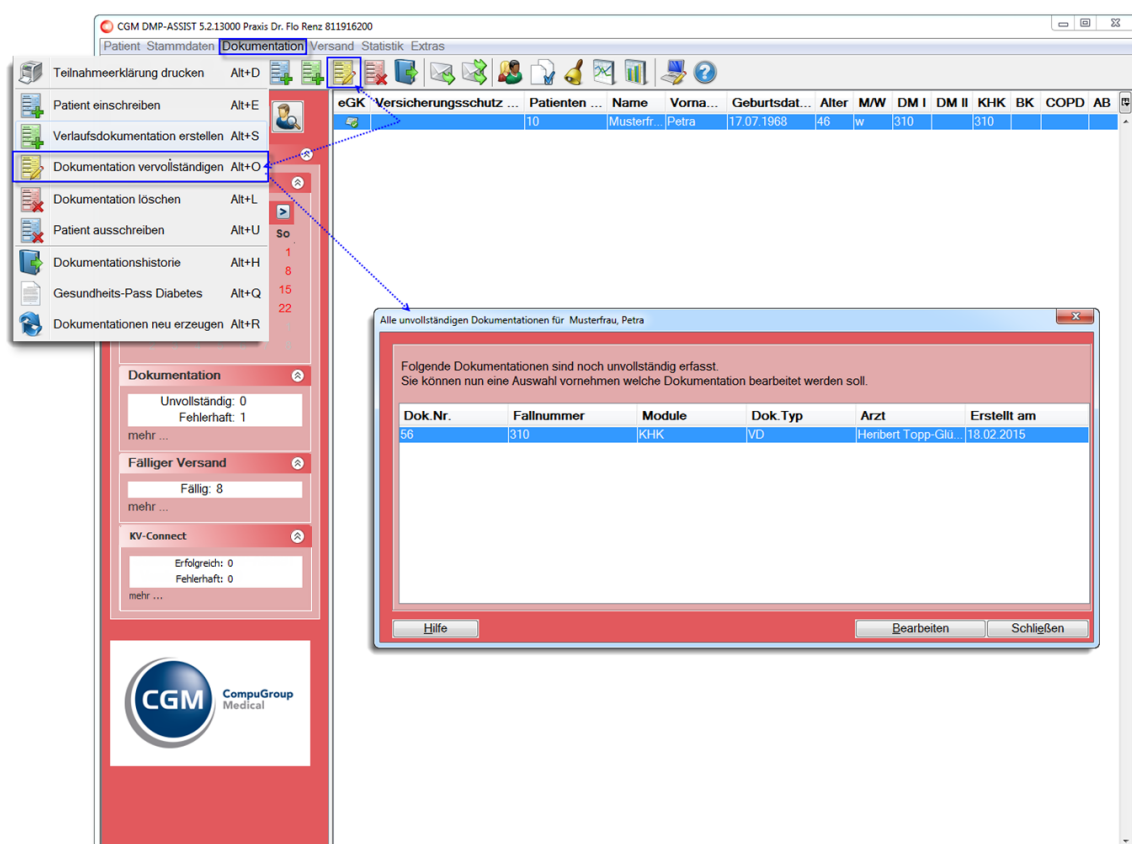 CGM DMP-ASSIST 5.2.13000 Praxis Dr. Flo Renz 811916200
Patient Stammdaten Dokumentation Versand Statistik Extras
Teilnahmeerklärung drucken Alt+D
Patient einschreiben Alt+E
Verlaufsdokumentation erstellen Alt+S
Dokumentation vervollständigen Alt+O
Dokumentation löschen Alt+L
Patient ausschreiben Alt+U
Dokumentationshistorie Alt+H
Gesundheits-Pass Diabetes Alt+Q
Dokumentationen neu erzeugen Alt+R
So
1
8
15
22
eGK Versicherungsschutz ... Patienten ... Name Vorna... Geburtsdat... Alter M/W DM I DM II KHK BK COPD AB
10 Musterfr... Petra 17.07.1968 46 w 310 310
Dokumentation
Unvollständig: 0
Fehlerhaft: 1
mehr ...
Fälliger Versand
Fällig: 8
mehr ...
KV-Connect
Erfolgreich: 0
Fehlerhaft: 0
mehr ...
CGM CompuGroup
Medical
Alle unvollständigen Dokumentationen für Musterfrau, Petra
Folgende Dokumentationen sind noch unvollständig erfasst.
Sie können nun eine Auswahl vornehmen welche Dokumentation bearbeitet werden soll.
Dok.Nr. Fallnummer Module Dok.Typ Arzt Erstellt am
56 310 KHK VD Heribert Topp-Glü... 18.02.2015
Hilfe Bearbeiten Schließen